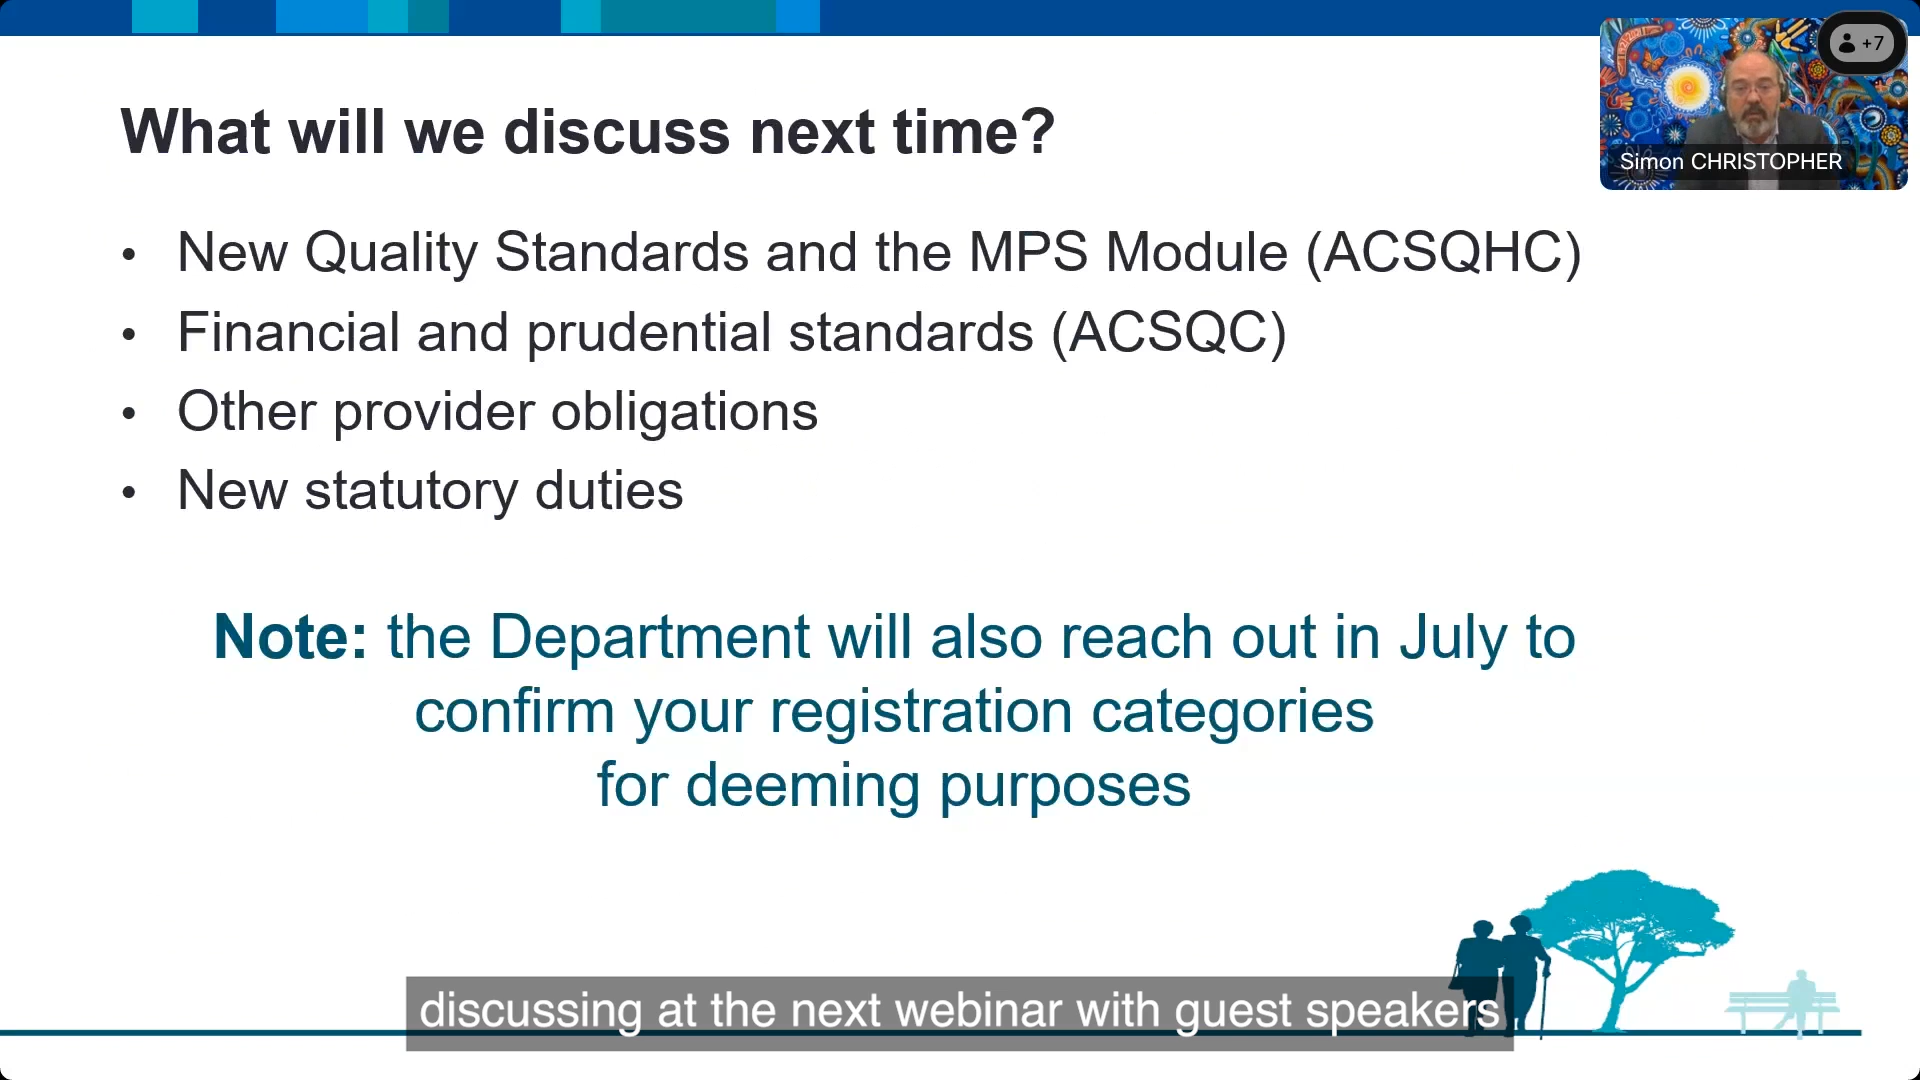 +7
Simon CHRISTOPHER
What will we discuss next time?
• New Quality Standards and the MPS Module (ACSQHC)
• Financial and prudential standards (ACSQC)
• Other provider obligations
• New statutory duties
Note: the Department will also reach out in July to
confirm your registration categories
for deeming purposes
discussing at the next webinar with guest speakers